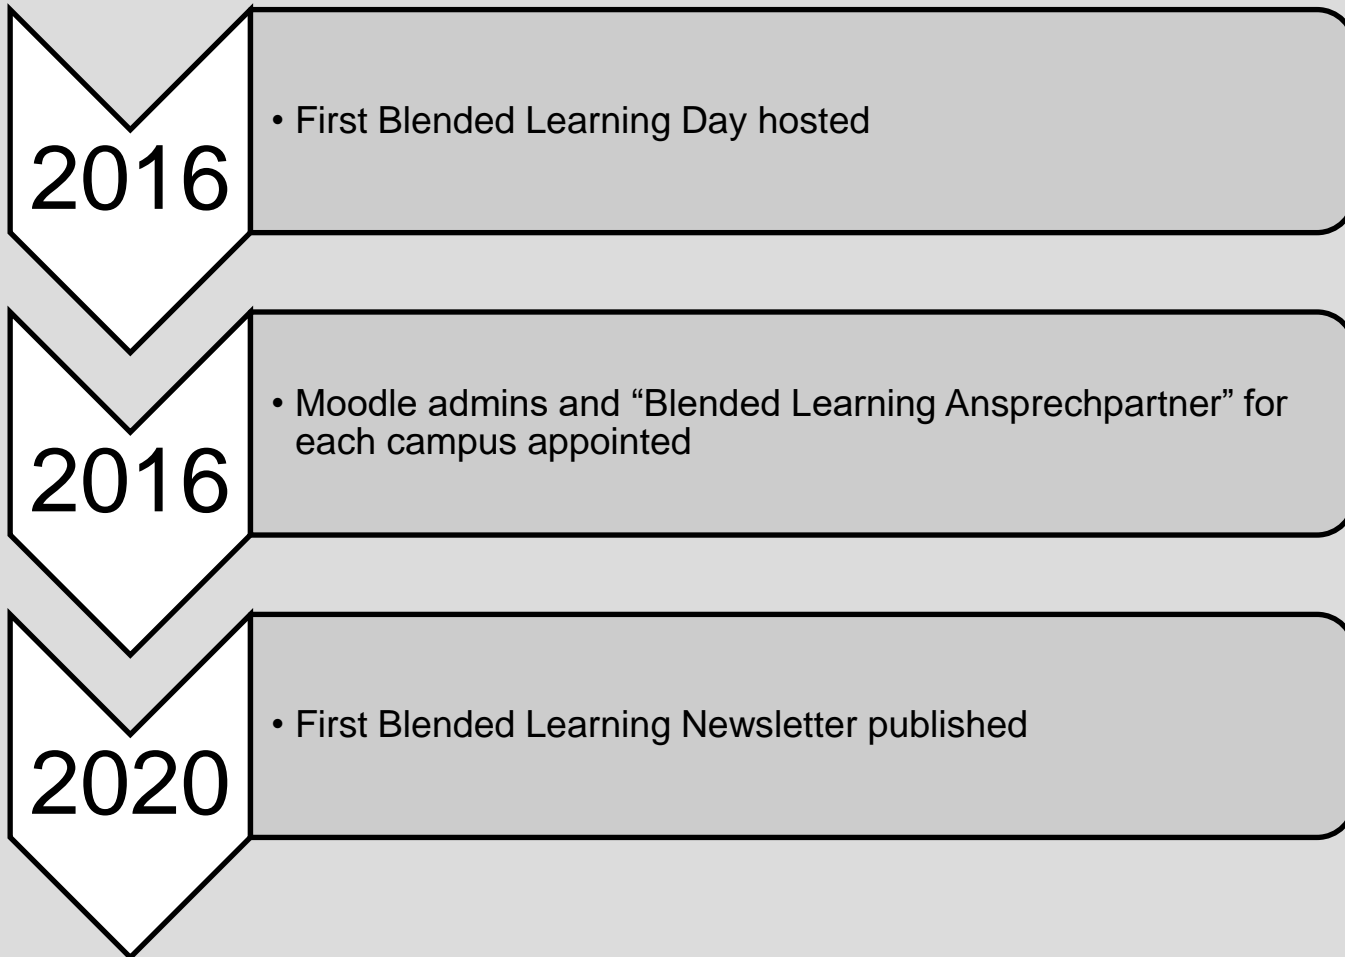 2016
• First Blended Learning Day hosted
2016
• Moodle admins and “Blended Learning Ansprechpartner” for
each campus appointed
2020
• First Blended Learning Newsletter published